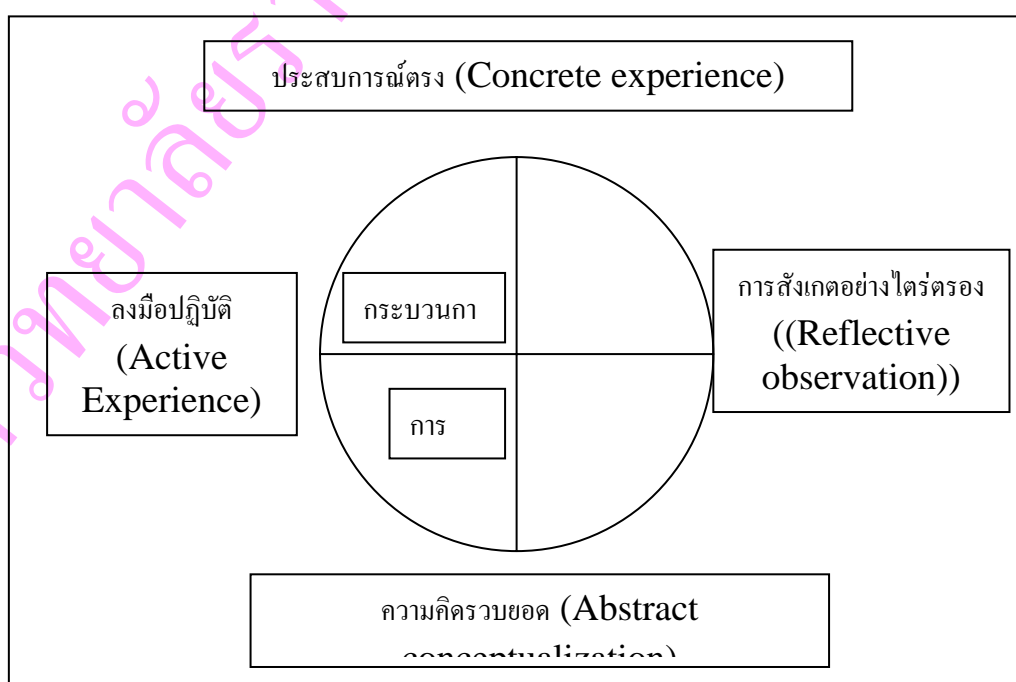 ประสบการณ์ตรง (Concrete experience)
ลงมือปฏิบัติ
(Active
Experience)
กระบวนกา
การ
การสังเกตอย่างไตร่ตรอง
((Reflective
observation))
ความคิดรวบยอด (Abstract
conceptualization)